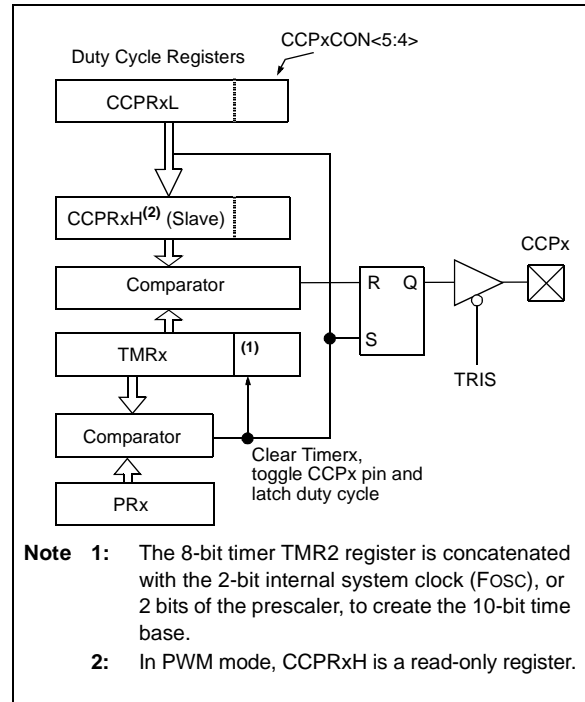 CCPxCON<5:4>
Duty Cycle Registers
CCPRxL
CCPRxH(2) (Slave)
CCPx
Comparator
R Q
TMRx (1)
S
TRIS
Comparator
Clear Timerx,
toggle CCPx pin and
latch duty cycle
PRx
Note 1: The 8-bit timer TMR2 register is concatenated
with the 2-bit internal system clock (FOSC), or
2 bits of the prescaler, to create the 10-bit time
base.
2: In PWM mode, CCPRxH is a read-only register.